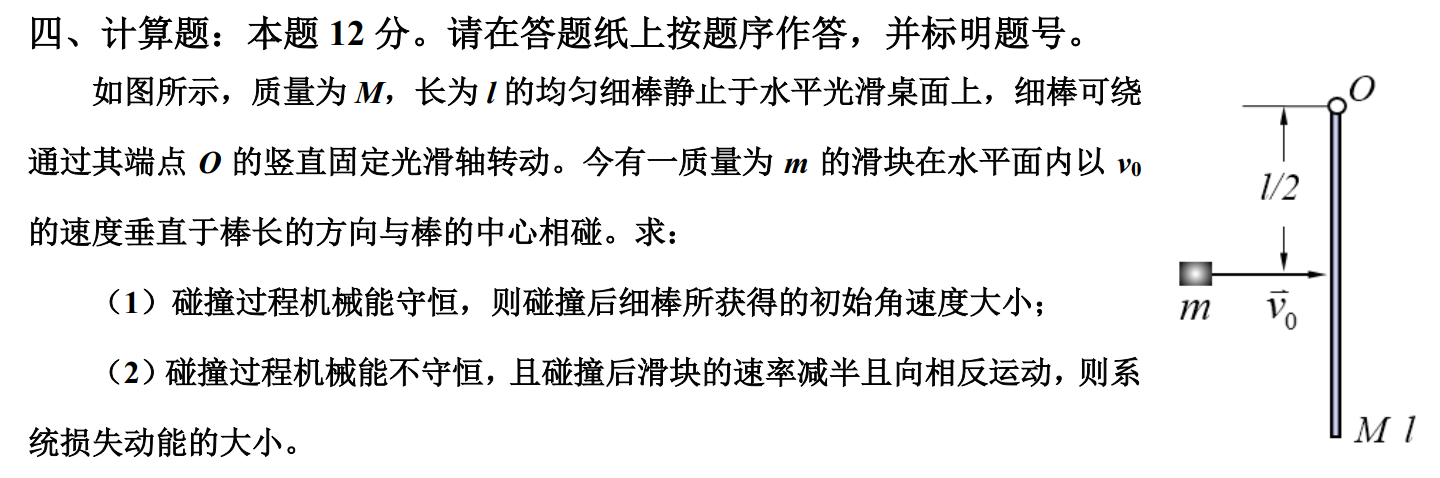 四、计算题：本题 12 分。请在答题纸上按题序作答，并标明题号。
如图所示，质量为 M，长为 l 的均匀细棒静止于水平光滑桌面上，细棒可绕
通过其端点 O 的竖直固定光滑轴转动。今有一质量为 m 的滑块在水平面内以 v₀
的速度垂直于棒长的方向与棒的中心相碰。求：
（1）碰撞过程机械能守恒，则碰撞后细棒所获得的初始角速度大小；
（2）碰撞过程机械能不守恒，且碰撞后滑块的速率减半且向相反运动，则系
统损失动能的大小。
O
l/2
m
v⃗₀
M l